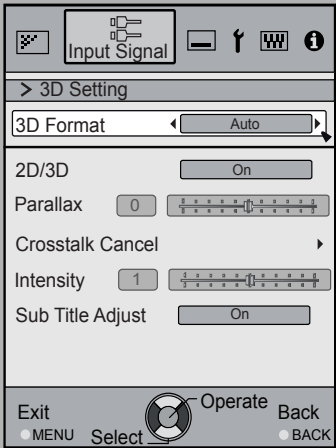 Input Signal
> 3D Setting
3D Format Auto
2D/3D On
Parallax 0
Crosstalk Cancel
Intensity 1
Sub Title Adjust On
Exit Operate Back
MENU Select BACK